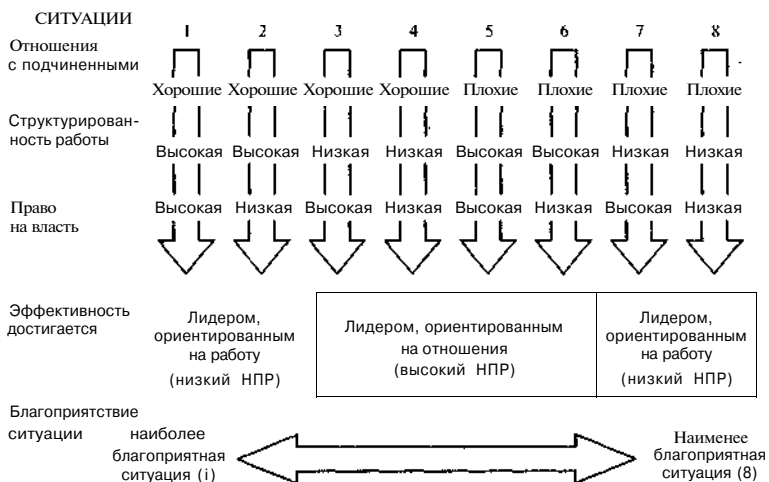 СИТУАЦИИ 1 2 3 4 5 6 7 8
Отношения
с подчиненными
Хорошие Хорошие Хорошие Хорошие Плохие Плохие Плохие Плохие
Структурирован-
ность работы
Высокая Высокая Низкая Низкая Высокая Высокая Низкая Низкая
Право
на власть
Высокая Низкая Высокая Низкая Высокая Низкая Высокая Низкая
Эффективность
достигается
Лидером,
ориентированным
на работу
(низкий НПР)
Лидером, ориентированным
на отношения
(высокий НПР)
Лидером,
ориентированным
на работу
(низкий НПР)
Благоприятствие
ситуации
наиболее
благоприятная
ситуация (i)
Наименее
благоприятная
ситуация (8)